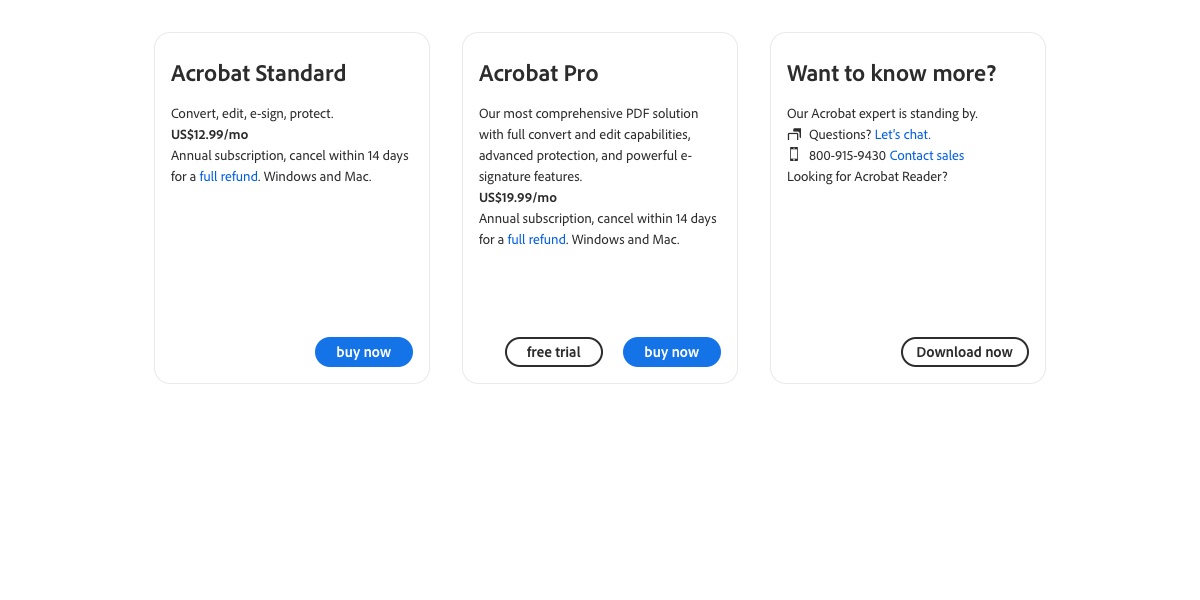 Acrobat Standard
Convert, edit, e-sign, protect.
US$12.99/mo
Annual subscription, cancel within 14 days
for a full refund. Windows and Mac.
buy now
Acrobat Pro
Our most comprehensive PDF solution
with full convert and edit capabilities,
advanced protection, and powerful e-
signature features.
US$19.99/mo
Annual subscription, cancel within 14 days
for a full refund. Windows and Mac.
free trial
buy now
Want to know more?
Our Acrobat expert is standing by.
Questions? Let's chat.
800-915-9430 Contact sales
Looking for Acrobat Reader?
Download now